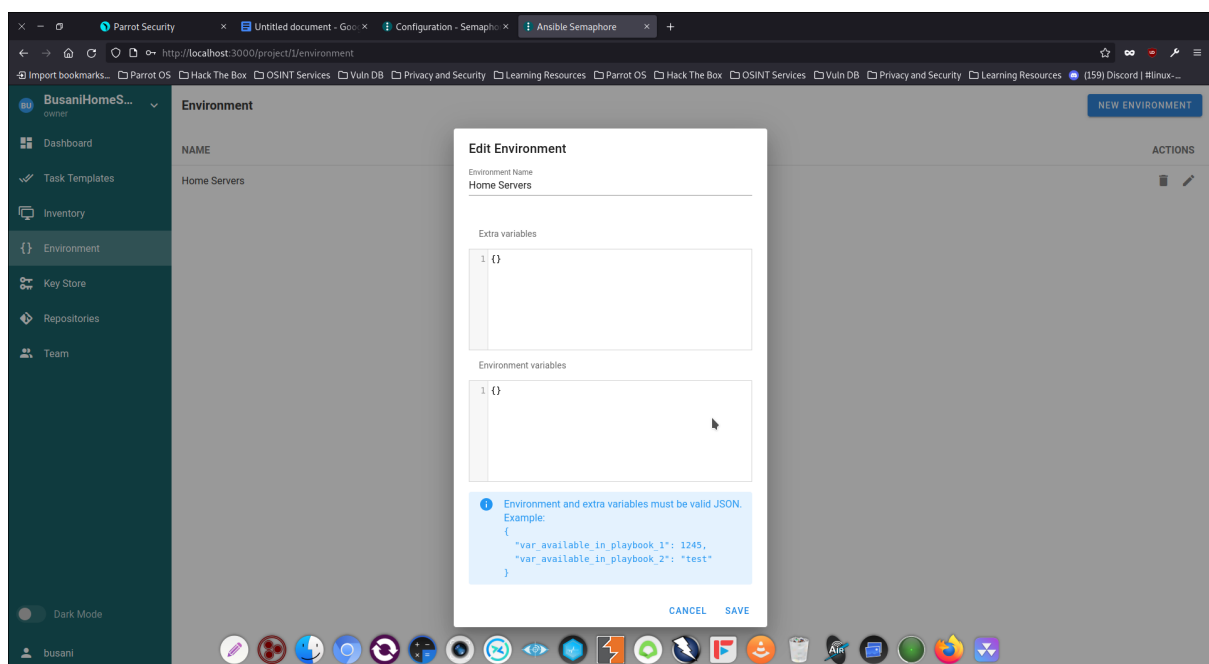 Parrot Security
Untitled document - Goo
Configuration - Semapho
Ansible Semaphore
http://localhost:3000/project/1/environment
Import bookmarks... Parrot OS Hack The Box OSINT Services Vuln DB Privacy and Security Learning Resources Parrot OS Hack The Box OSINT Services Vuln DB Privacy and Security Learning Resources (159) Discord | #linux-...
BU
BusaniHomeS...
owner
Dashboard
Task Templates
Inventory
Environment
Key Store
Repositories
Team
Dark Mode
busani
Environment
NEW ENVIRONMENT
NAME
ACTIONS
Home Servers
Edit Environment
Environment Name
Home Servers
Extra variables
1 {}
Environment variables
1 {}
Environment and extra variables must be valid JSON.
Example:
{
"var_available_in_playbook_1": 1245,
"var_available_in_playbook_2": "test"
}
CANCEL SAVE
AIR